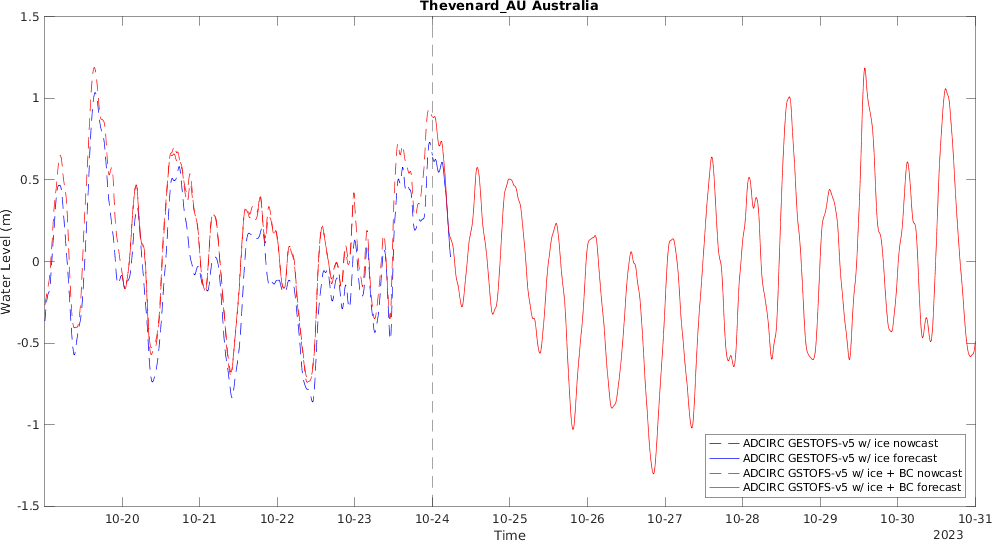 Thevenard_AU Australia
1.5
1
0.5
0
-0.5
-1
-1.5
Water Level (m)
10-20 10-21 10-22 10-23 10-24 10-25 10-26 10-27 10-28 10-29 10-30 10-31
Time
2023
ADCIRC GESTOFS-v5 w/ ice nowcast
ADCIRC GESTOFS-v5 w/ ice forecast
ADCIRC GSTOFS-v5 w/ ice + BC nowcast
ADCIRC GSTOFS-v5 w/ ice + BC forecast